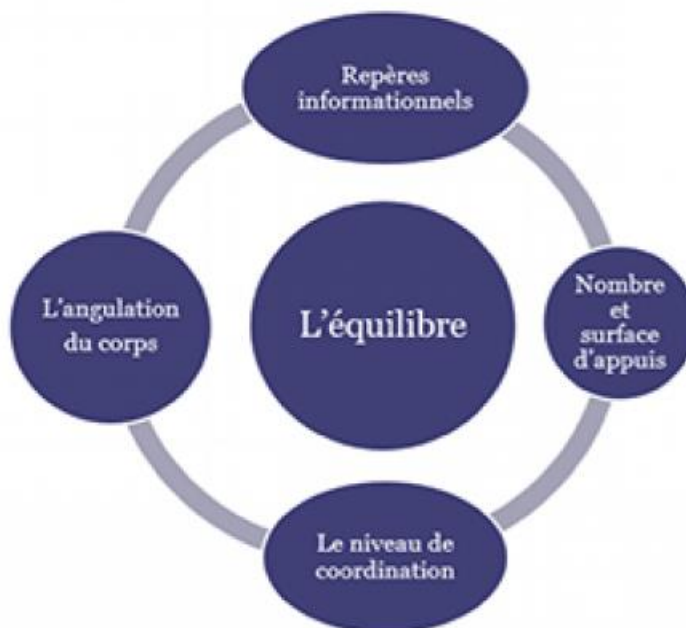 Repères
informationnels
L'angulation
du corps
L'équilibre
Nombre
et
surface
d'appuis
Le niveau de
coordination